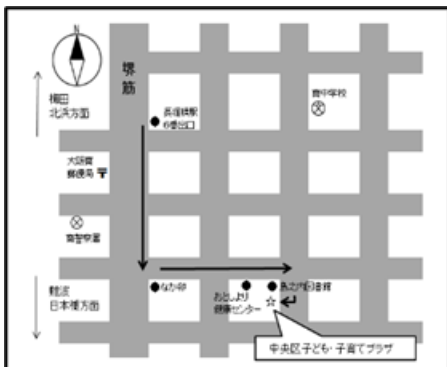 N
堺筋
梅田
北浜方面
長堀橋駅
6番出口
南中学校
大阪南
郵便局 〒
南警察署
難波
日本橋方面
なか卯
おとしより
健康センター
島之内図書館
中央区子ども・子育てプラザ